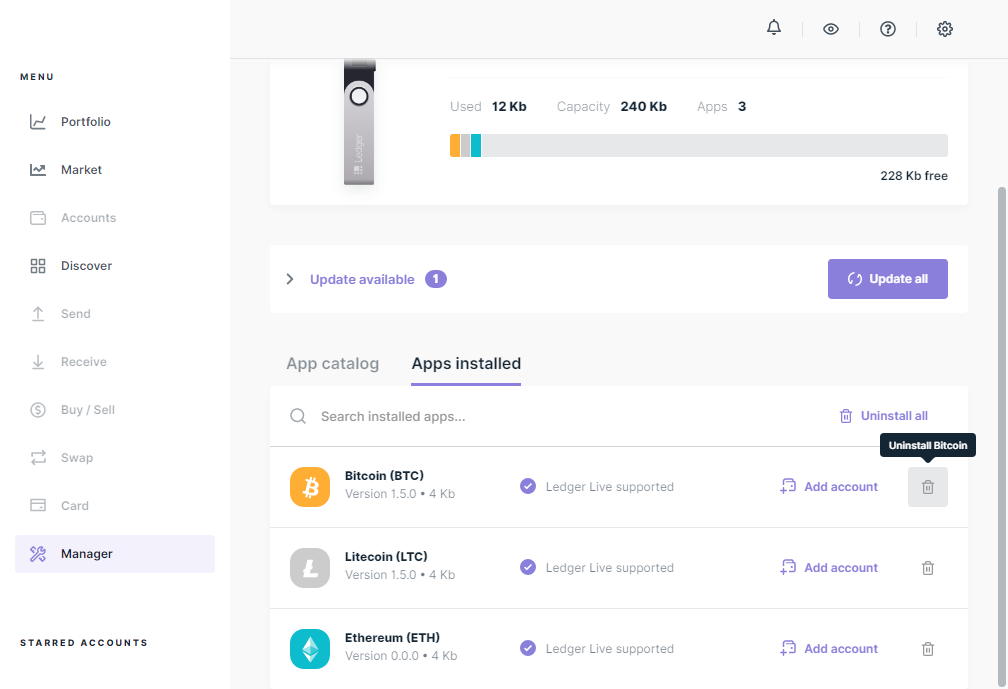 MENU
Portfolio
Market
Accounts
Discover
Send
Receive
Buy / Sell
Swap
Card
Manager
STARRED ACCOUNTS
Ledger
Used 12 Kb Capacity 240 Kb Apps 3
228 Kb free
Update available 1
Update all
App catalog Apps installed
Search installed apps...
Uninstall all
Uninstall Bitcoin
Bitcoin (BTC)
Version 1.5.0 • 4 Kb
Ledger Live supported
Add account
Litecoin (LTC)
Version 1.5.0 • 4 Kb
Ledger Live supported
Add account
Ethereum (ETH)
Version 0.0.0 • 4 Kb
Ledger Live supported
Add account